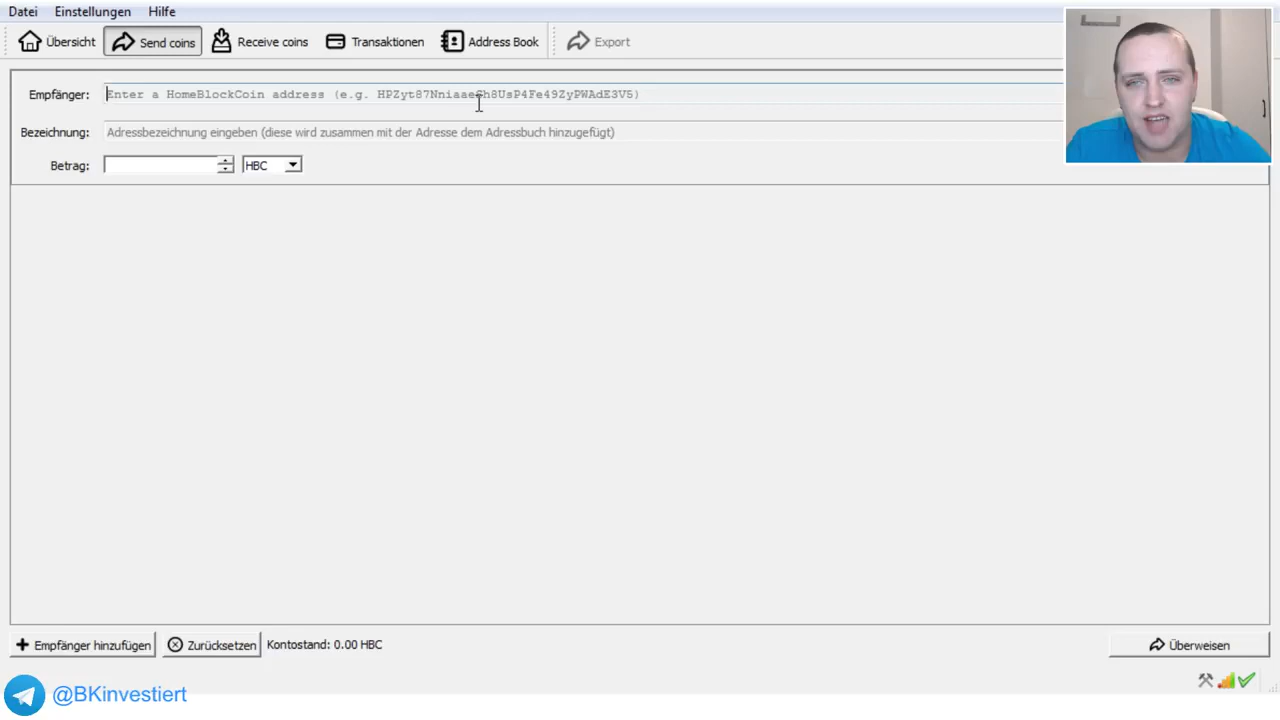 Datei Einstellungen Hilfe
Übersicht Send coins Receive coins Transaktionen Address Book Export
Empfänger: Enter a HomeBlockCoin address (e.g. HPZyt87NniaaeCh8UsP4Fe49ZyPWAdE3V5)
Bezeichnung: Adressbezeichnung eingeben (diese wird zusammen mit der Adresse dem Adressbuch hinzugefügt)
Betrag: HBC
Empfänger hinzufügen Zurücksetzen Kontostand: 0.00 HBC Überweisen
@BKinvestiert